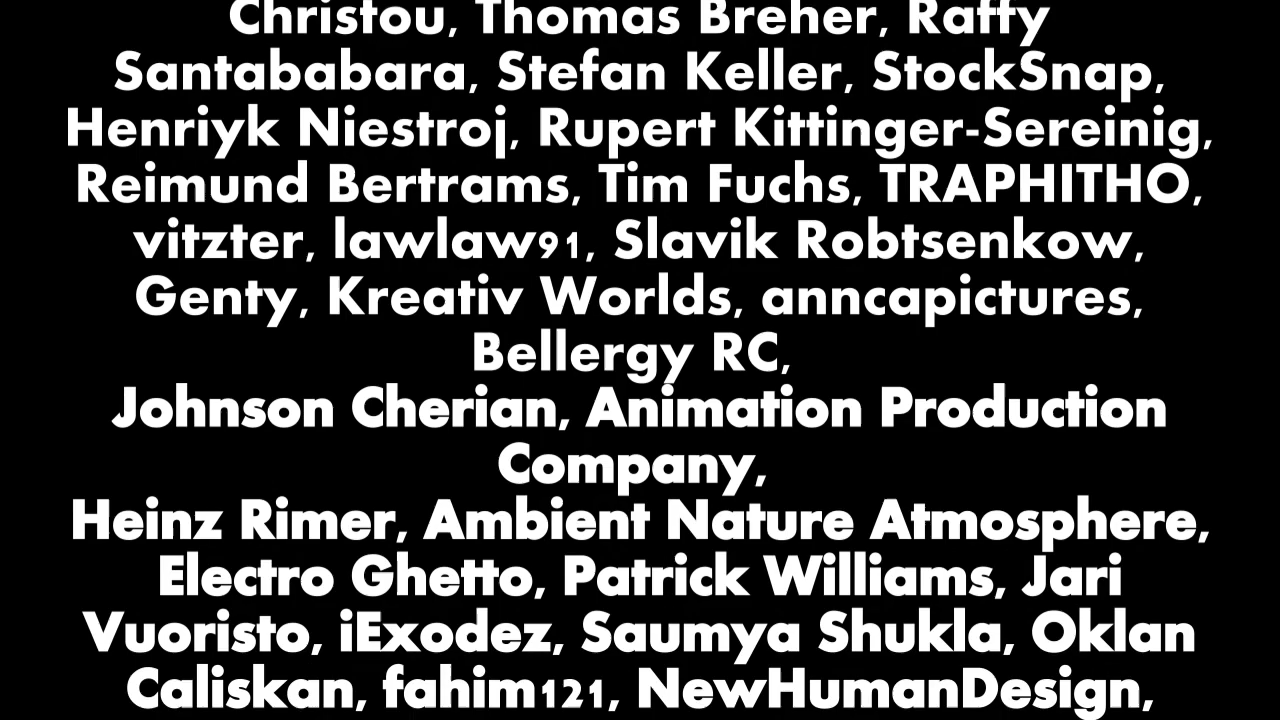 Christou, Thomas Breher, Raffy
Santababara, Stefan Keller, StockSnap,
Henriyk Niestroj, Rupert Kittinger-Sereinig,
Reimund Bertrams, Tim Fuchs, TRAPHITHO,
vitzter, lawlaw91, Slavik Robtsenkow,
Genty, Kreativ Worlds, anncapictures,
Bellergy RC,
Johnson Cherian, Animation Production
Company,
Heinz Rimer, Ambient Nature Atmosphere,
Electro Ghetto, Patrick Williams, Jari
Vuoristo, iExodez, Saumya Shukla, Oklan
Caliskan, fahim121, NewHumanDesign,